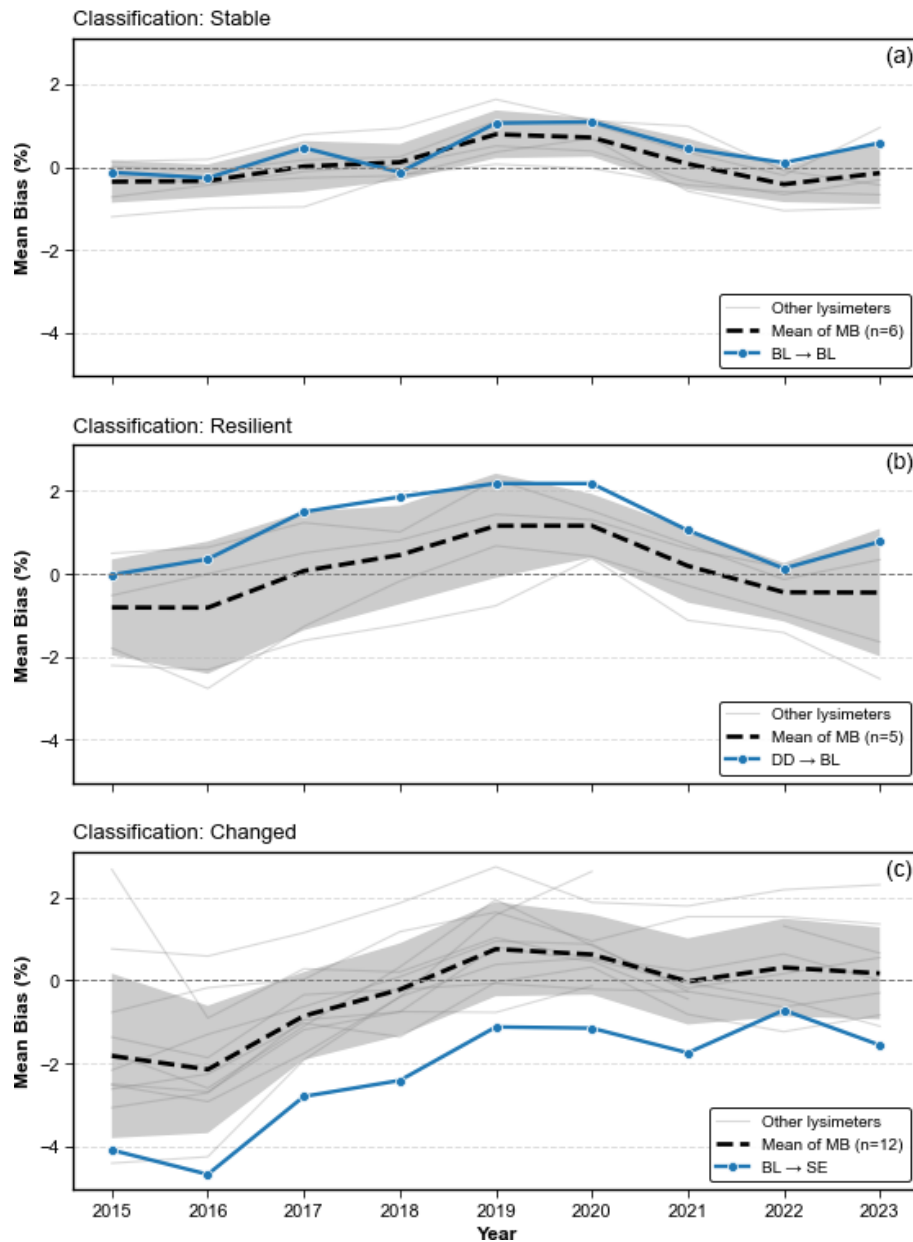 Classification: Stable
(a)
Mean Bias (%)
2
0
−2
−4
Other lysimeters
Mean of MB (n=6)
BL → BL
Classification: Resilient
(b)
Mean Bias (%)
2
0
−2
−4
Other lysimeters
Mean of MB (n=5)
DD → BL
Classification: Changed
(c)
Mean Bias (%)
2
0
−2
−4
Other lysimeters
Mean of MB (n=12)
BL → SE
2015 2016 2017 2018 2019 2020 2021 2022 2023
Year